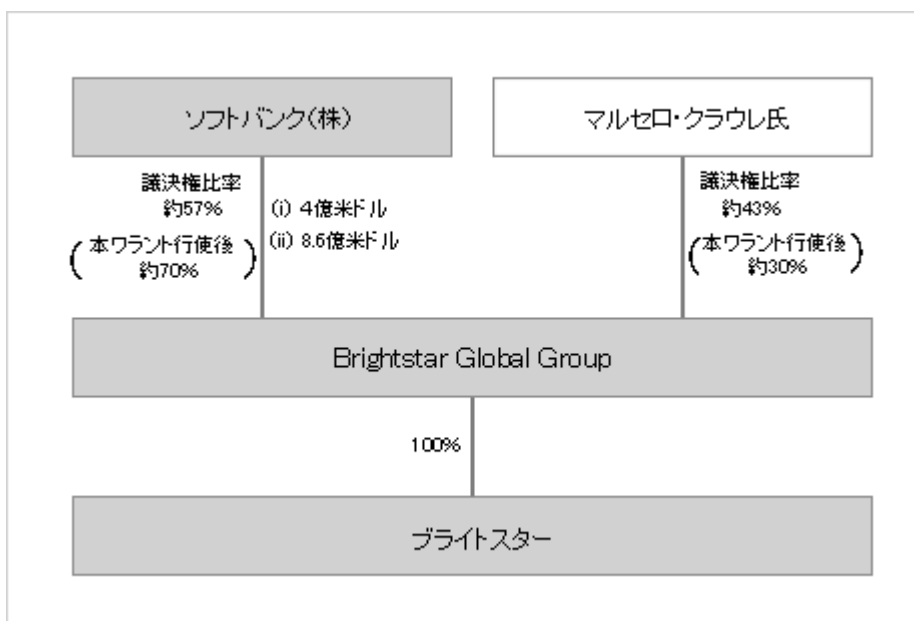 ソフトバンク(株)
マルセロ・クラウレ氏
議決権比率
約57%
(本ワラント行使後
約70%)
(i) 4億米ドル
(ii) 8.6億米ドル
議決権比率
約43%
(本ワラント行使後
約30%)
Brightstar Global Group
100%
ブライトスター